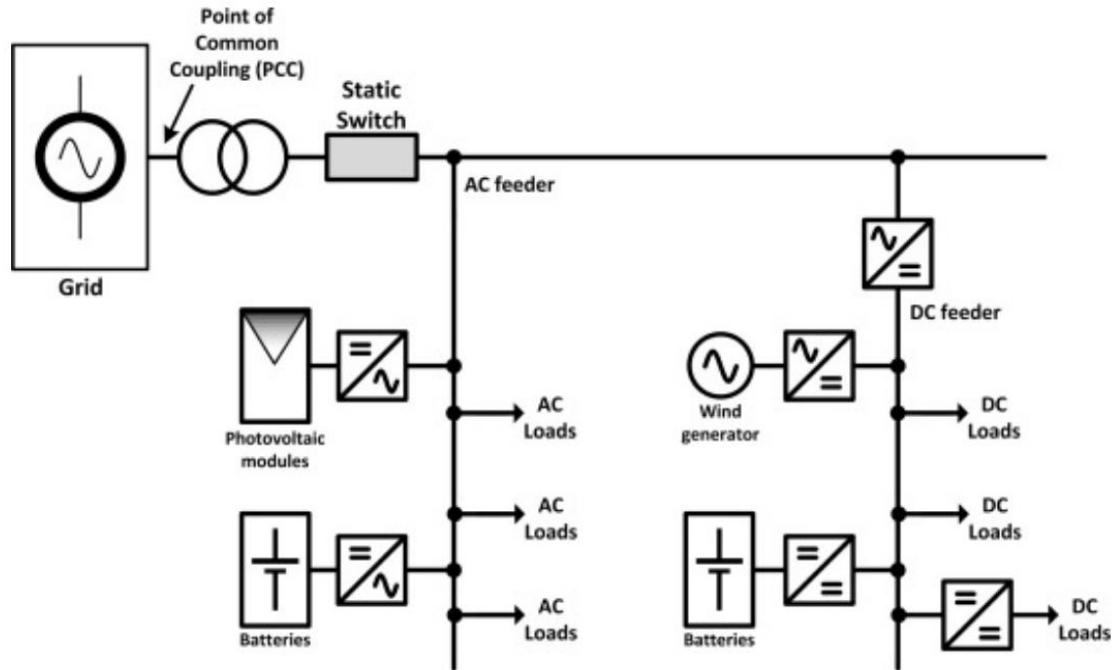 Point of
Common
Coupling (PCC)
Static
Switch
AC feeder
Grid
DC feeder
Photovoltaic
modules
AC
Loads
Wind
generator
DC
Loads
AC
Loads
DC
Loads
Batteries
AC
Loads
Batteries
DC
Loads